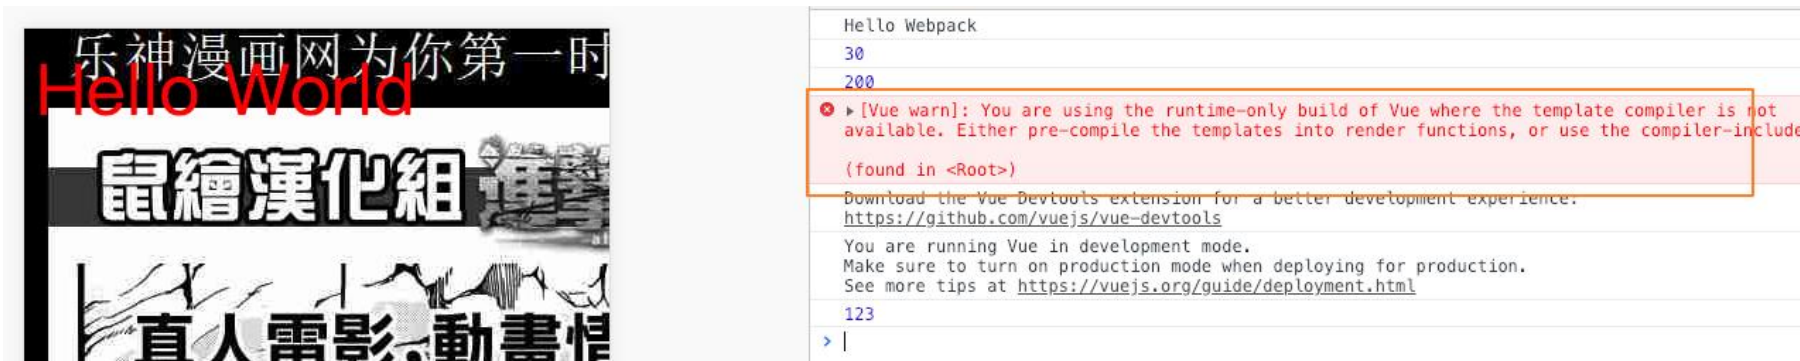 乐神漫画网为你第一时
Hello World
鼠繪漢化組
真人電影,動畫情
Hello Webpack
30
200
[Vue warn]: You are using the runtime-only build of Vue where the template compiler is not
available. Either pre-compile the templates into render functions, or use the compiler-include
(found in <Root>)
Download the Vue Devtools extension for a better development experience:
https://github.com/vuejs/vue-devtools
You are running Vue in development mode.
Make sure to turn on production mode when deploying for production.
See more tips at https://vuejs.org/guide/deployment.html
123